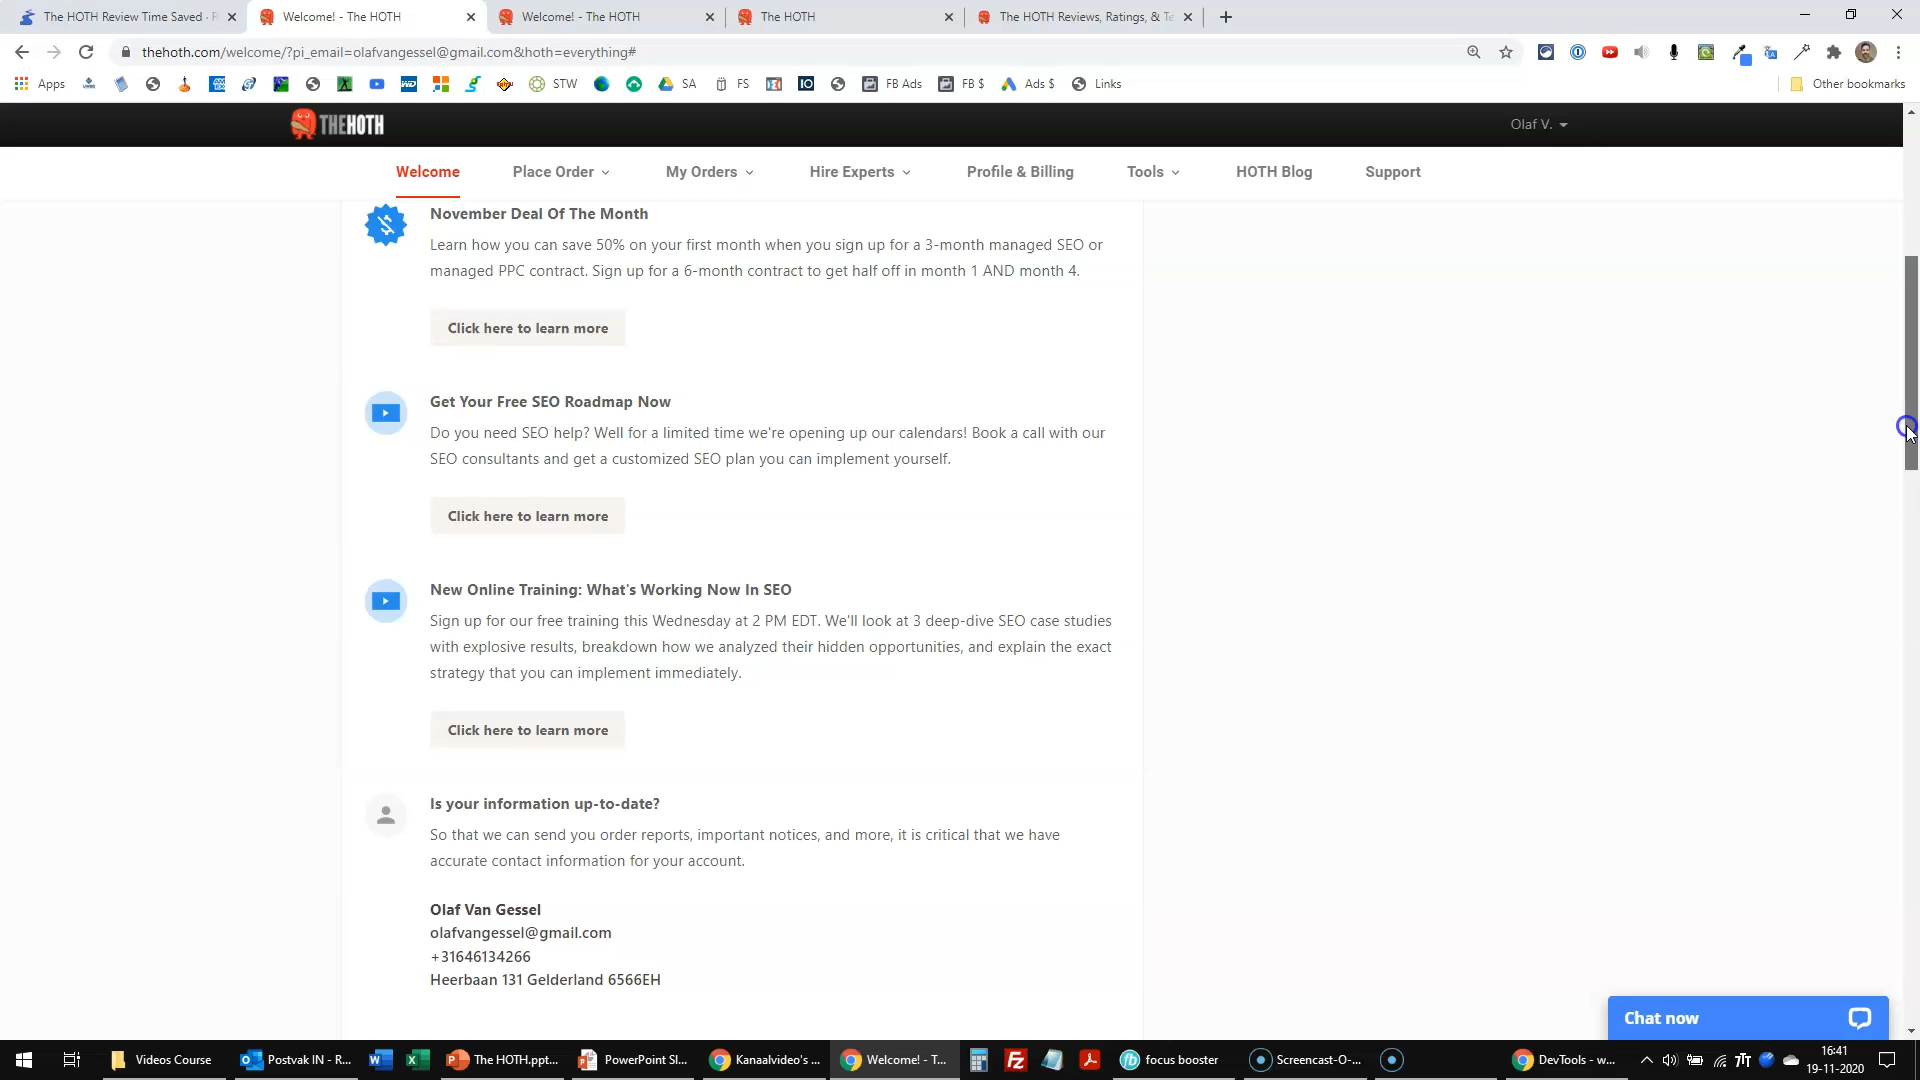 The HOTH Review Time Saved - R
Welcome! - The HOTH
Welcome! - The HOTH
The HOTH
The HOTH Reviews, Ratings, & Te
thehoth.com/welcome/?pi_email=olafvangessel@gmail.com&hoth=everything#
Apps
STW
SA
FS
IO
FB Ads
FB $
Ads $
Links
Other bookmarks
THEHOTH
Olaf V.
Welcome
Place Order
My Orders
Hire Experts
Profile & Billing
Tools
HOTH Blog
Support
November Deal Of The Month
Learn how you can save 50% on your first month when you sign up for a 3-month managed SEO or
managed PPC contract. Sign up for a 6-month contract to get half off in month 1 AND month 4.
Click here to learn more
Get Your Free SEO Roadmap Now
Do you need SEO help? Well for a limited time we're opening up our calendars! Book a call with our
SEO consultants and get a customized SEO plan you can implement yourself.
Click here to learn more
New Online Training: What's Working Now In SEO
Sign up for our free training this Wednesday at 2 PM EDT. We'll look at 3 deep-dive SEO case studies
with explosive results, breakdown how we analyzed their hidden opportunities, and explain the exact
strategy that you can implement immediately.
Click here to learn more
Is your information up-to-date?
So that we can send you order reports, important notices, and more, it is critical that we have
accurate contact information for your account.
Olaf Van Gessel
olafvangessel@gmail.com
+31646134266
Heerbaan 131 Gelderland 6566EH
Chat now
Videos Course
Postvak IN - R...
The HOTH.ppt...
PowerPoint Sl...
Kanaalvideo's ...
Welcome! - T...
focus booster
Screencast-O-...
DevTools - w...
16:41
19-11-2020